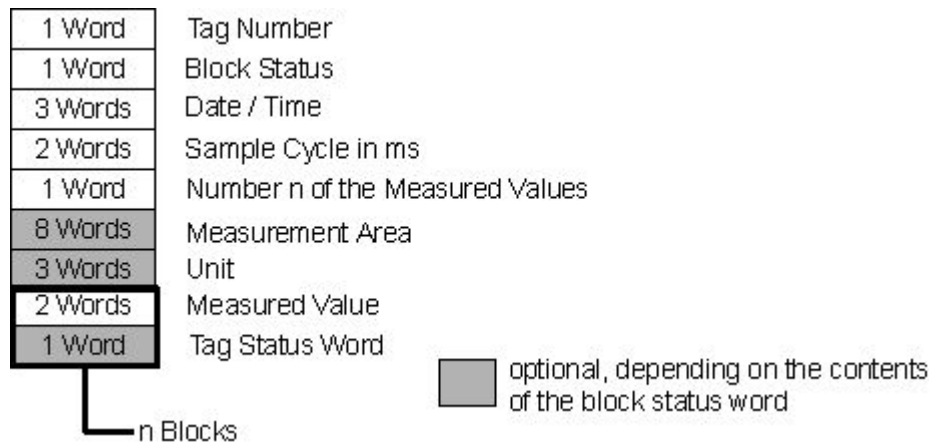 1 Word Tag Number
1 Word Block Status
3 Words Date / Time
2 Words Sample Cycle in ms
1 Word Number n of the Measured Values
8 Words Measurement Area
3 Words Unit
2 Words Measured Value
1 Word Tag Status Word
optional, depending on the contents
of the block status word
n Blocks